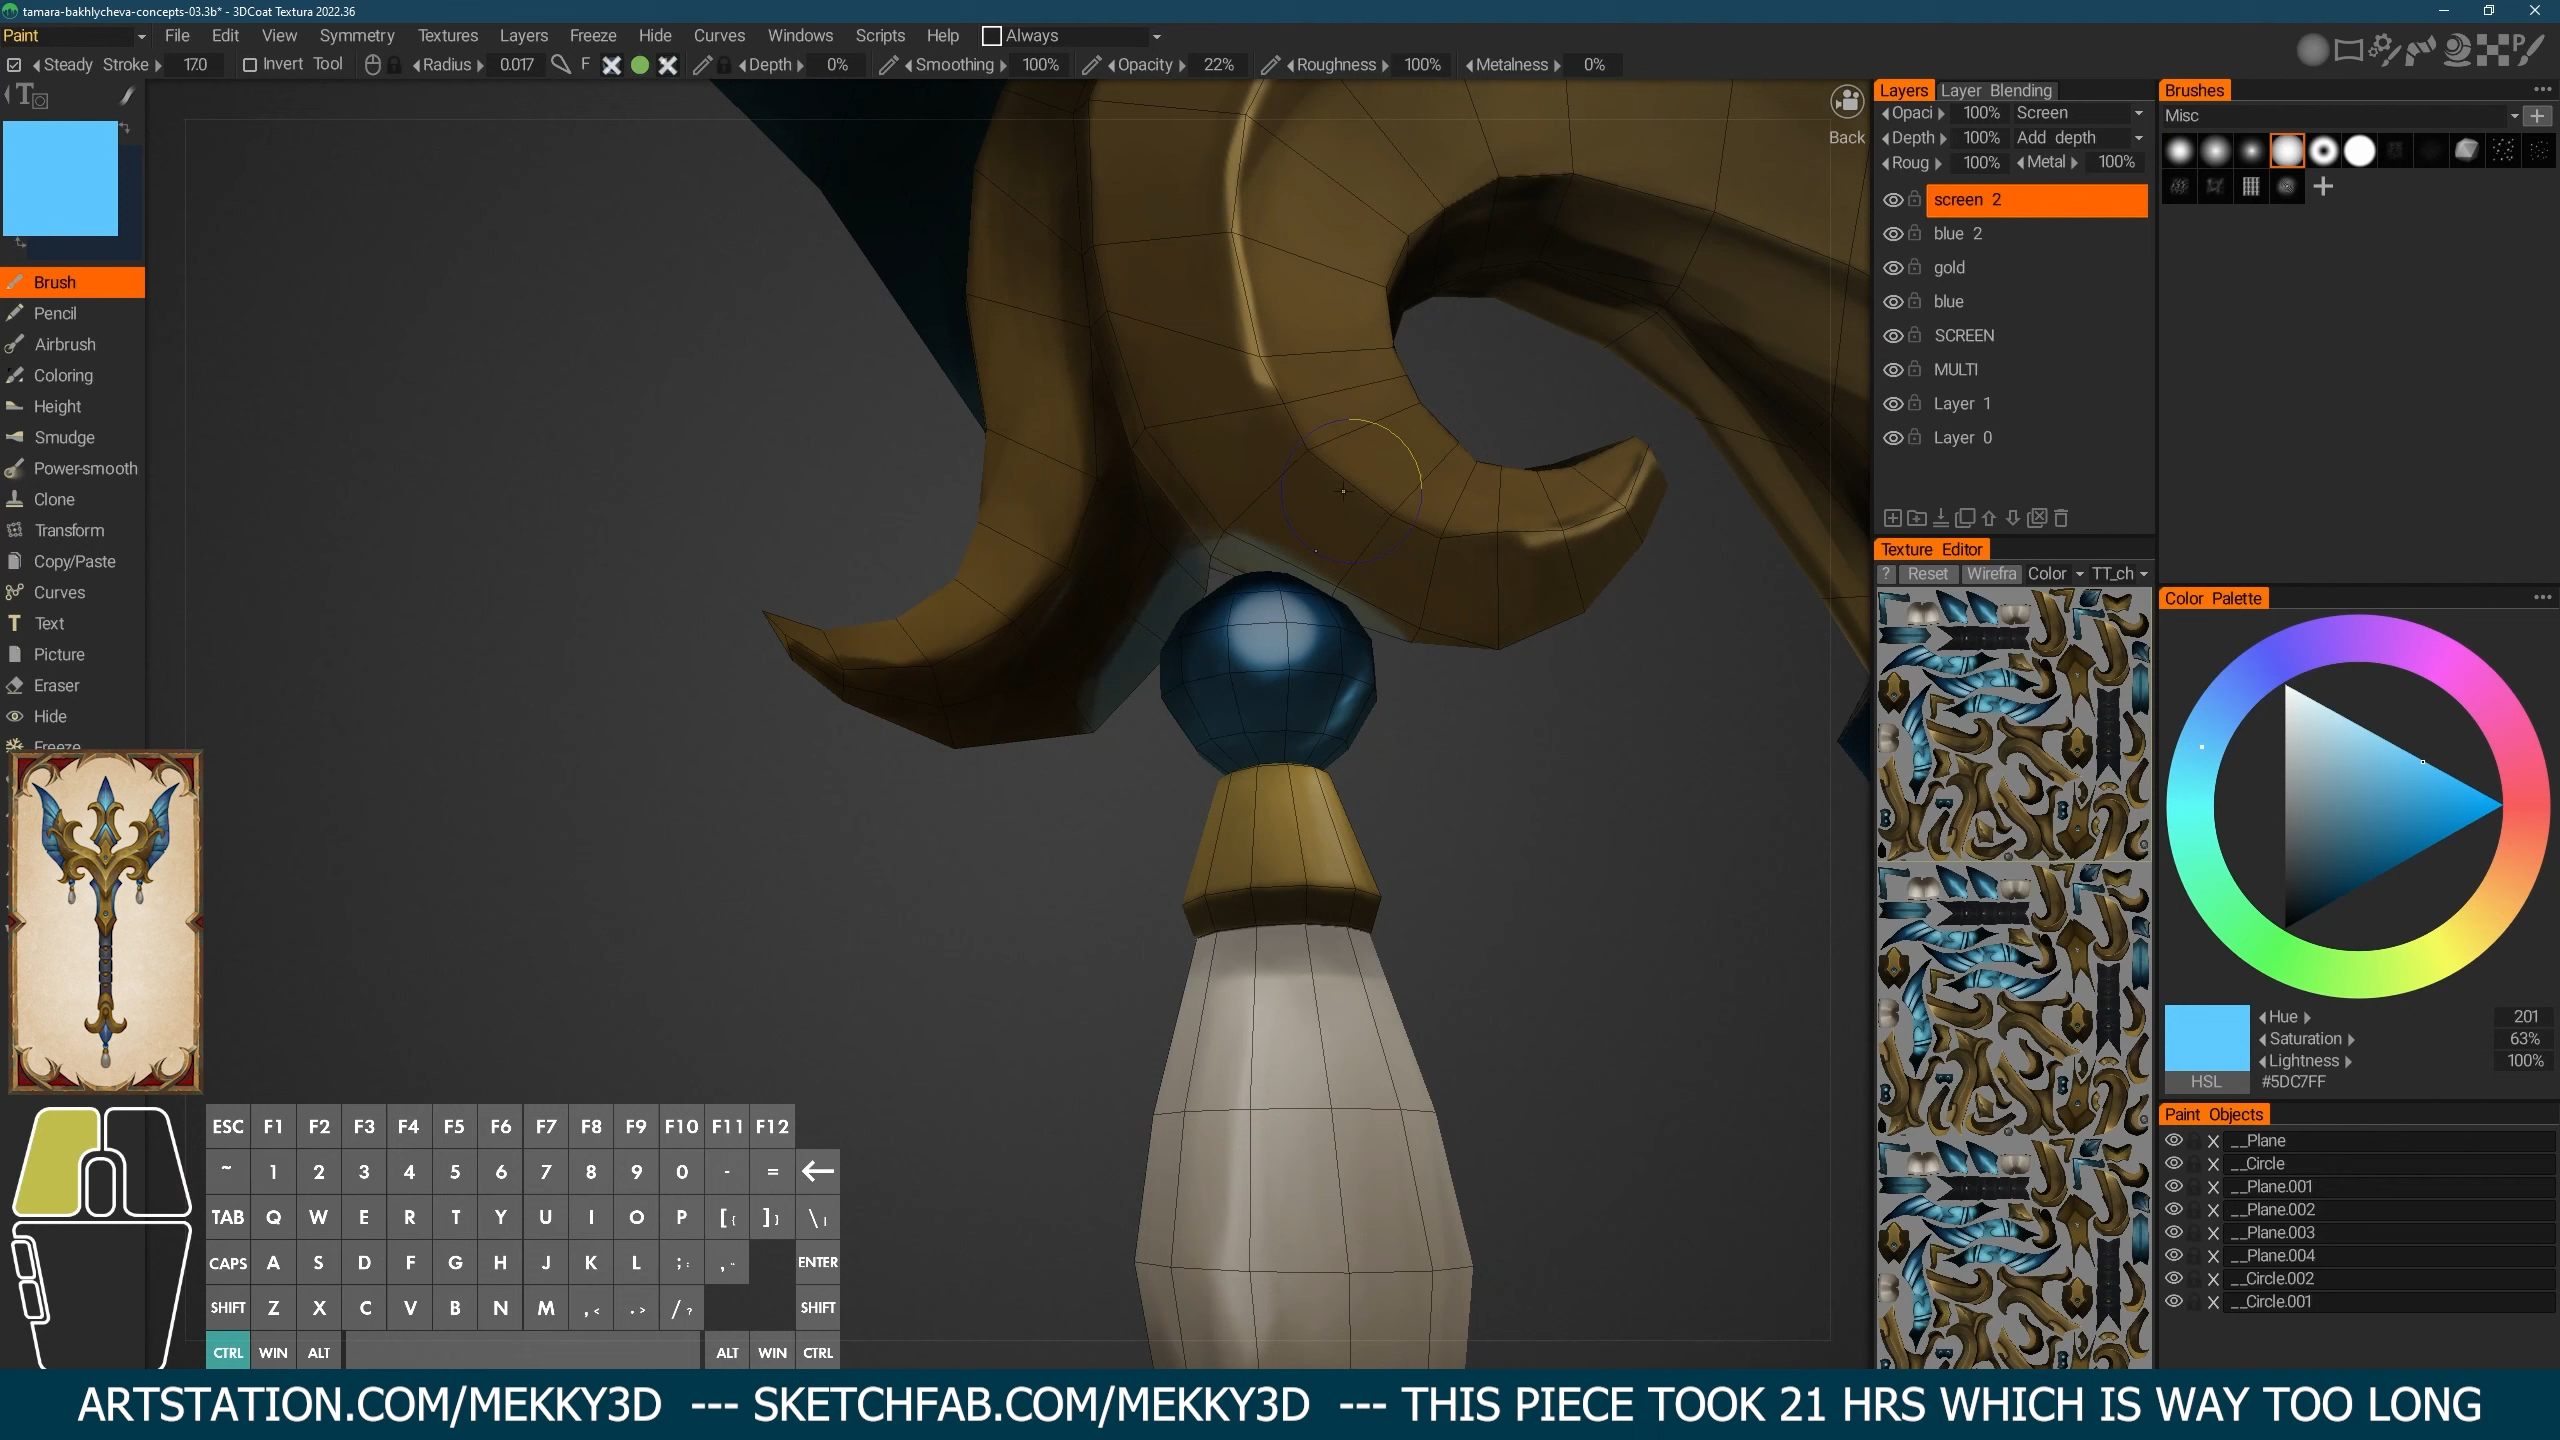 tamara-bakhlycheva-concepts-03.3b* - 3DCoat Textura 2022.36
Paint File Edit View Symmetry Textures Layers Freeze Hide Curves Windows Scripts Help Always
Steady Stroke 17.0 Invert Tool Radius 0.017 F Depth 0% Smoothing 100% Opacity 22% Roughness 100% Metalness 0%
Back
Brush
Pencil
Airbrush
Coloring
Height
Smudge
Power-smooth
Clone
Transform
Copy/Paste
Curves
Text
Picture
Eraser
Hide
Freeze
Layers Layer Blending
Opaci 100% Screen
Depth 100% Add depth
Roug 100% Metal 100%
screen 2
blue 2
gold
blue
SCREEN
MULTI
Layer 1
Layer 0
Texture Editor
? Reset Wirefra Color TT_ch
Brushes
Misc
Color Palette
Hue 201
Saturation 63%
Lightness 100%
HSL #5DC7FF
Paint Objects
X __Plane
X __Circle
X __Plane.001
X __Plane.002
X __Plane.003
X __Plane.004
X __Circle.002
X __Circle.001
ESC F1 F2 F3 F4 F5 F6 F7 F8 F9 F10 F11 F12
~ 1 2 3 4 5 6 7 8 9 0 - =
TAB Q W E R T Y U I O P [{ ]} \|
CAPS A S D F G H J K L ;: ENTER
SHIFT Z X C V B N M ,< .> /? SHIFT
CTRL WIN ALT ALT WIN CTRL
ARTSTATION.COM/MEKKY3D --- SKETCHFAB.COM/MEKKY3D --- THIS PIECE TOOK 21 HRS WHICH IS WAY TOO LONG